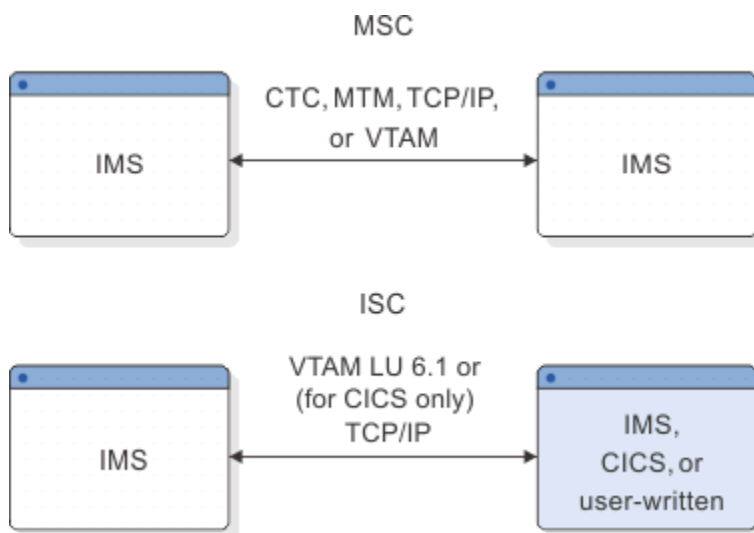 MSC
CTC, MTM, TCP/IP,
or VTAM
IMS
IMS
ISC
VTAM LU 6.1 or
(for CICS only)
TCP/IP
IMS
IMS,
CICS, or
user-written